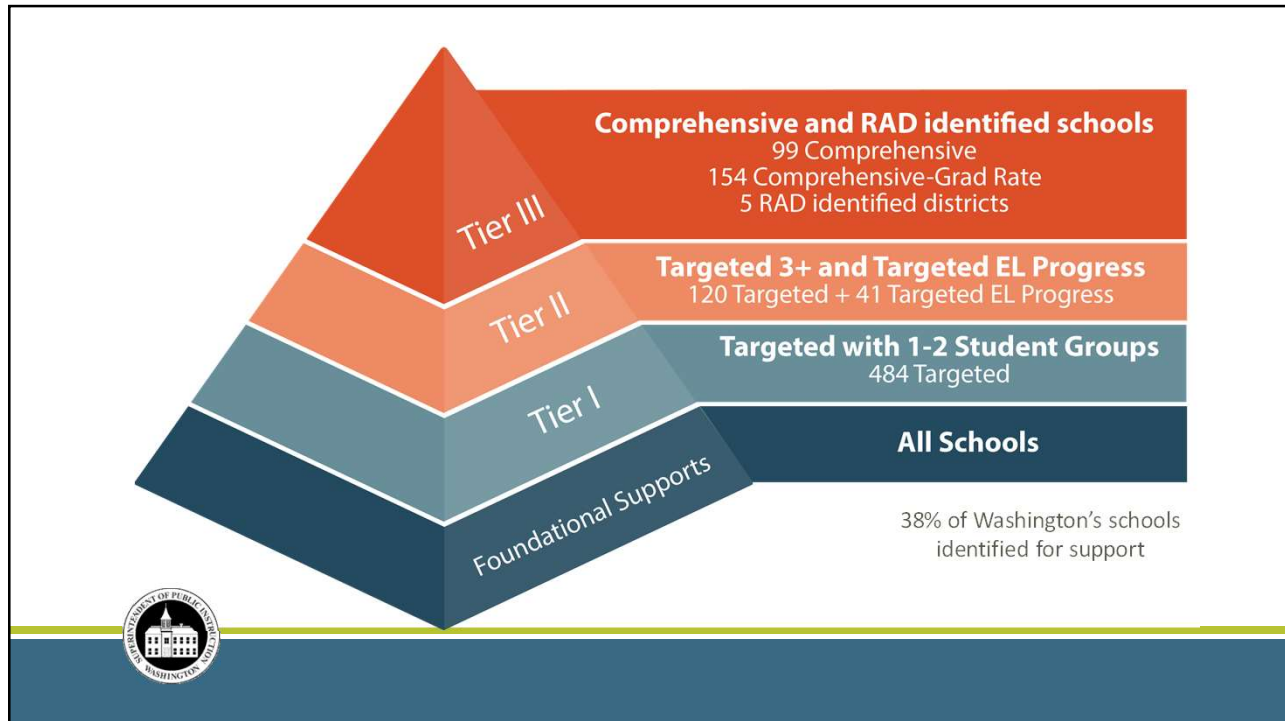 Comprehensive and RAD identified schools
99 Comprehensive
154 Comprehensive-Grad Rate
5 RAD identified districts
Tier III
Targeted 3+ and Targeted EL Progress
120 Targeted + 41 Targeted EL Progress
Tier II
Targeted with 1-2 Student Groups
484 Targeted
Tier I
All Schools
Foundational Supports
38% of Washington's schools
identified for support
SUPERINTENDENT OF PUBLIC INSTRUCTION
WASHINGTON